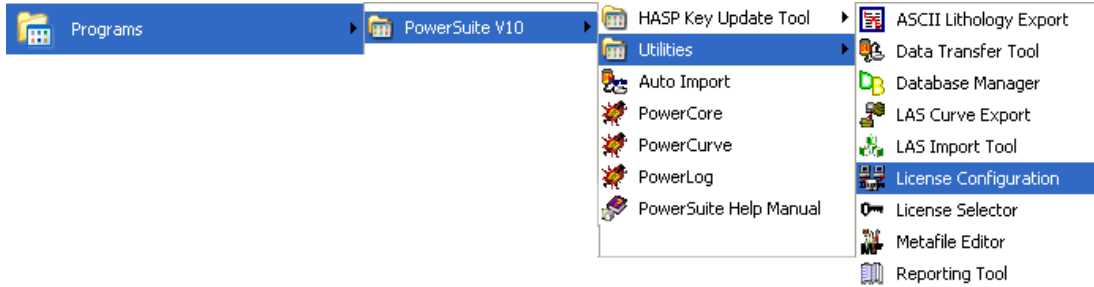 Programs
PowerSuite V10
HASP Key Update Tool
Utilities
Auto Import
PowerCore
PowerCurve
PowerLog
PowerSuite Help Manual
ASCII Lithology Export
Data Transfer Tool
Database Manager
LAS Curve Export
LAS Import Tool
License Configuration
License Selector
Metafile Editor
Reporting Tool